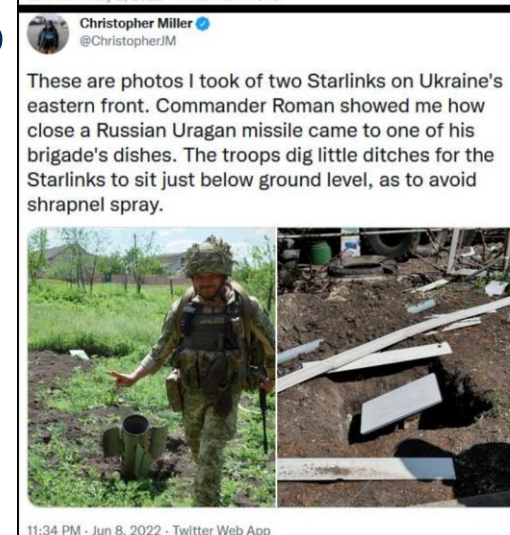 Christopher Miller
@ChristopherJM
These are photos I took of two Starlinks on Ukraine's
eastern front. Commander Roman showed me how
close a Russian Uragan missile came to one of his
brigade's dishes. The troops dig little ditches for the
Starlinks to sit just below ground level, as to avoid
shrapnel spray.
11:34 PM · Jun 8, 2022 · Twitter Web App